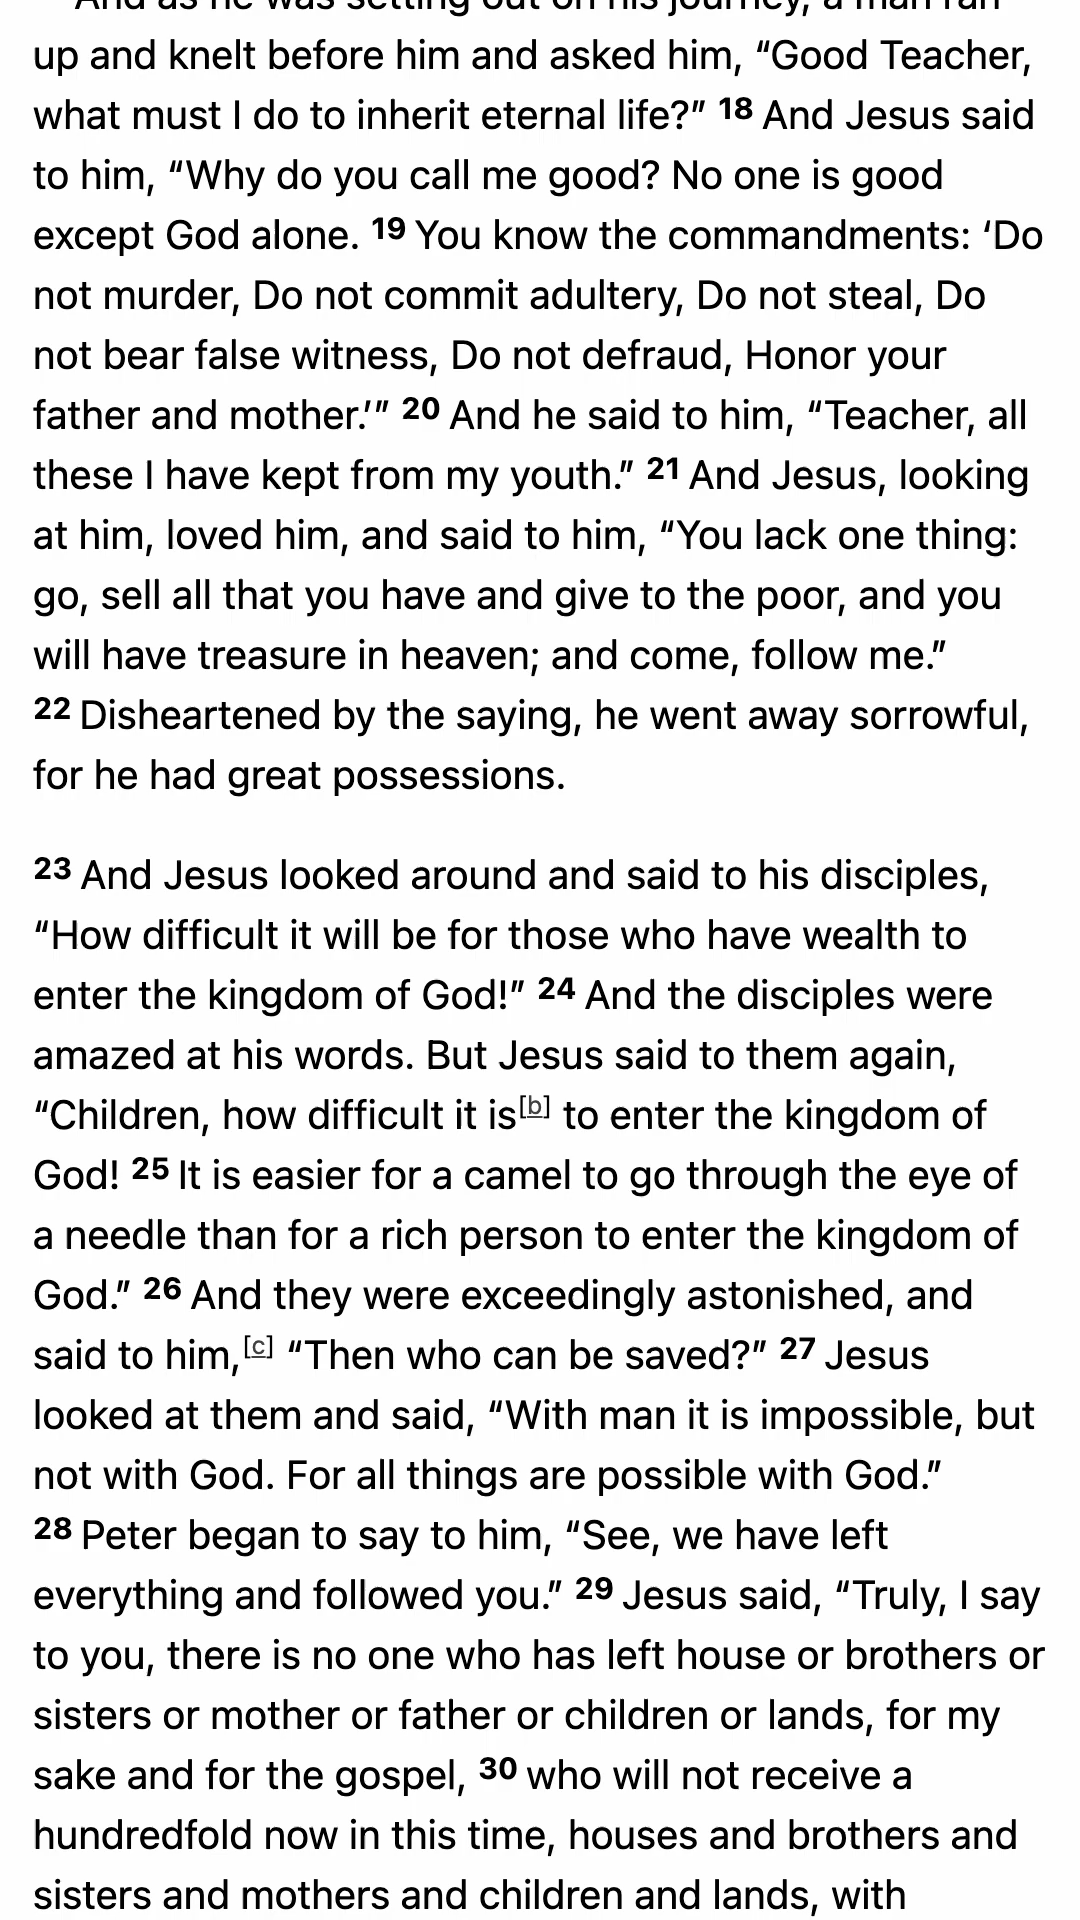 And as he was setting out on his journey, a man ran
up and knelt before him and asked him, “Good Teacher,
what must I do to inherit eternal life?” 18 And Jesus said
to him, “Why do you call me good? No one is good
except God alone. 19 You know the commandments: ‘Do
not murder, Do not commit adultery, Do not steal, Do
not bear false witness, Do not defraud, Honor your
father and mother.’” 20 And he said to him, “Teacher, all
these I have kept from my youth.” 21 And Jesus, looking
at him, loved him, and said to him, “You lack one thing:
go, sell all that you have and give to the poor, and you
will have treasure in heaven; and come, follow me.”
22 Disheartened by the saying, he went away sorrowful,
for he had great possessions.
23 And Jesus looked around and said to his disciples,
“How difficult it will be for those who have wealth to
enter the kingdom of God!” 24 And the disciples were
amazed at his words. But Jesus said to them again,
“Children, how difficult it is[b] to enter the kingdom of
God! 25 It is easier for a camel to go through the eye of
a needle than for a rich person to enter the kingdom of
God.” 26 And they were exceedingly astonished, and
said to him,[c] “Then who can be saved?” 27 Jesus
looked at them and said, “With man it is impossible, but
not with God. For all things are possible with God.”
28 Peter began to say to him, “See, we have left
everything and followed you.” 29 Jesus said, “Truly, I say
to you, there is no one who has left house or brothers or
sisters or mother or father or children or lands, for my
sake and for the gospel, 30 who will not receive a
hundredfold now in this time, houses and brothers and
sisters and mothers and children and lands, with